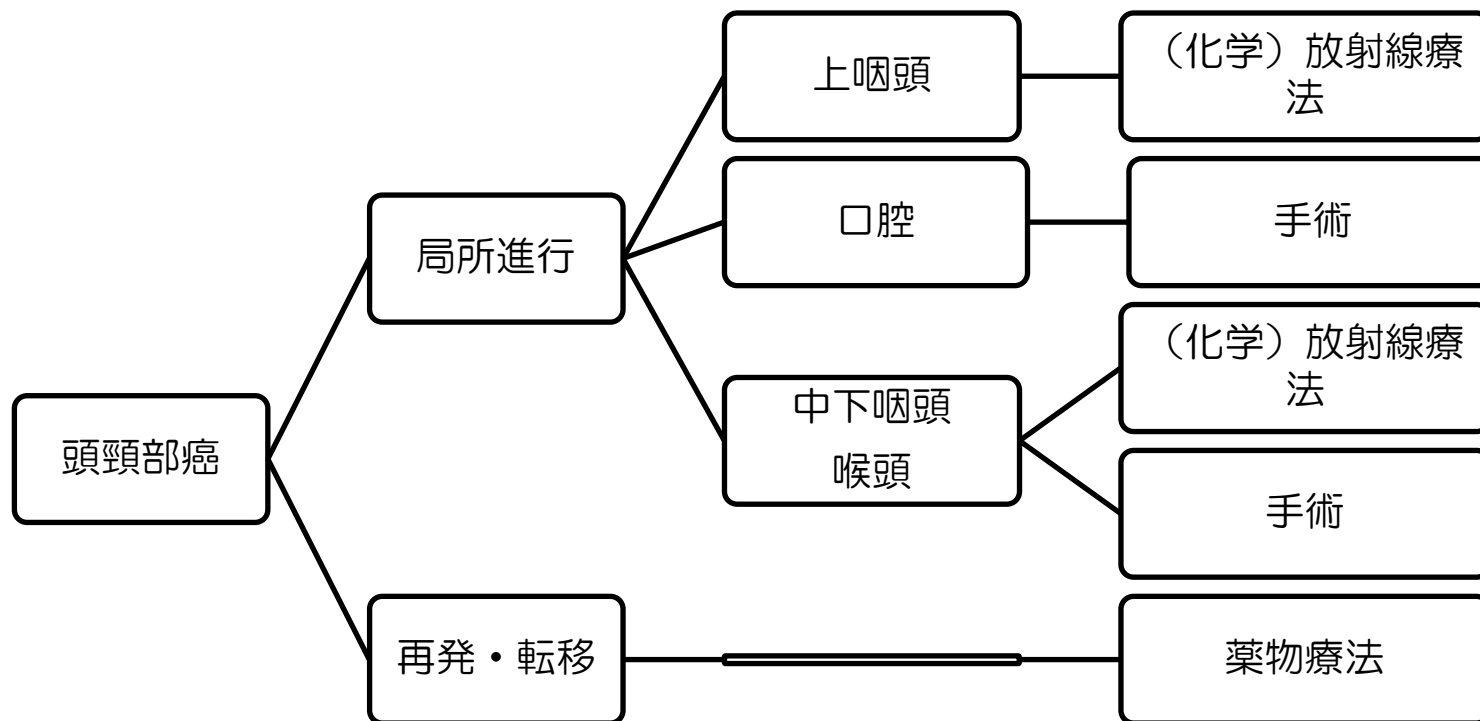 頭頸部癌
局所進行
再発・転移
上咽頭
口腔
中下咽頭
喉頭
（化学）放射線療
法
手術
（化学）放射線療
法
手術
薬物療法